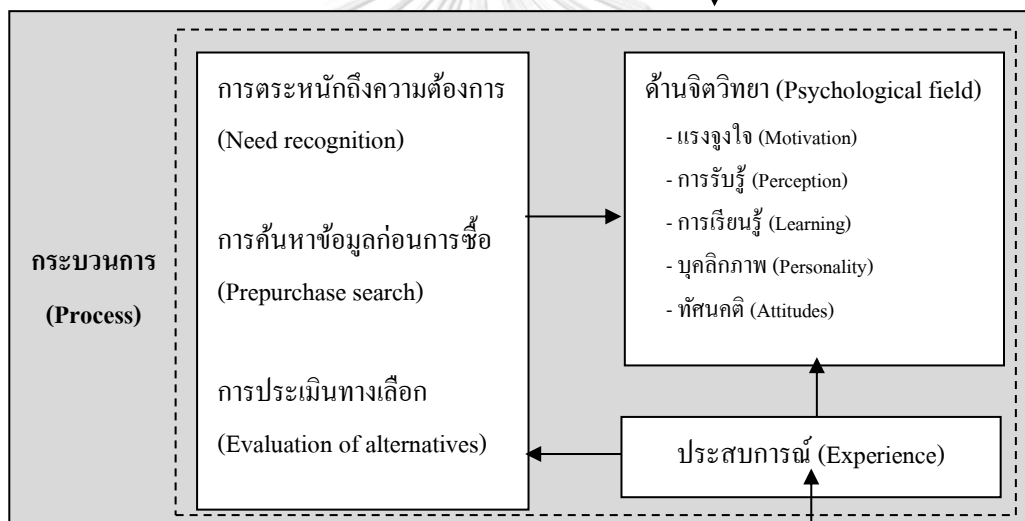 กระบวนการ
(Process)
การตระหนักถึงความต้องการ
(Need recognition)
การค้นหาข้อมูลก่อนการซื้อ
(Prepurchase search)
การประเมินทางเลือก
(Evaluation of alternatives)
ด้านจิตวิทยา (Psychological field)
- แรงจูงใจ (Motivation)
- การรับรู้ (Perception)
- การเรียนรู้ (Learning)
- บุคลิกภาพ (Personality)
- ทัศนคติ (Attitudes)
ประสบการณ์ (Experience)